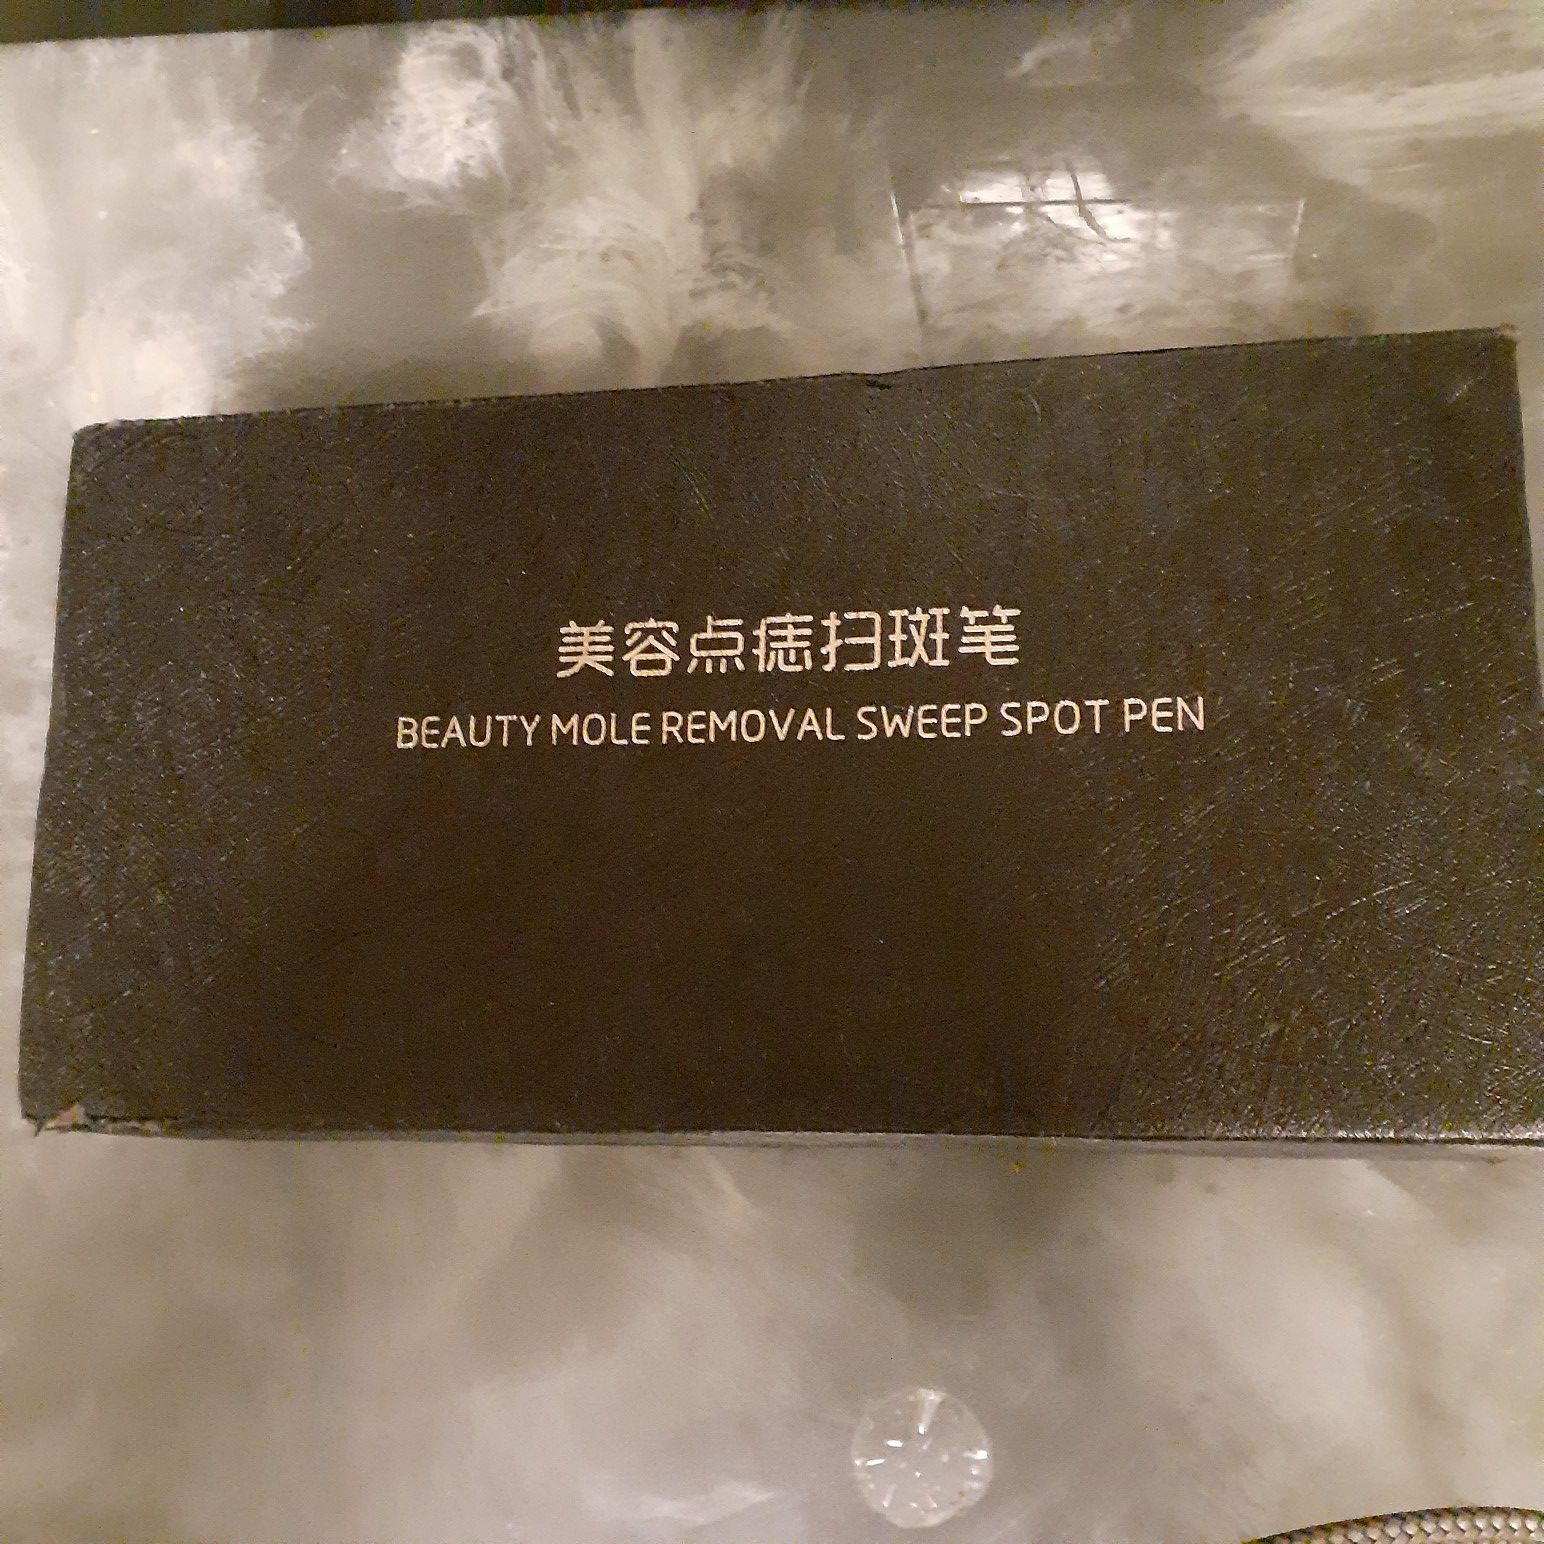 美容点痣扫斑笔
BEAUTY MOLE REMOVAL SWEEP SPOT PEN